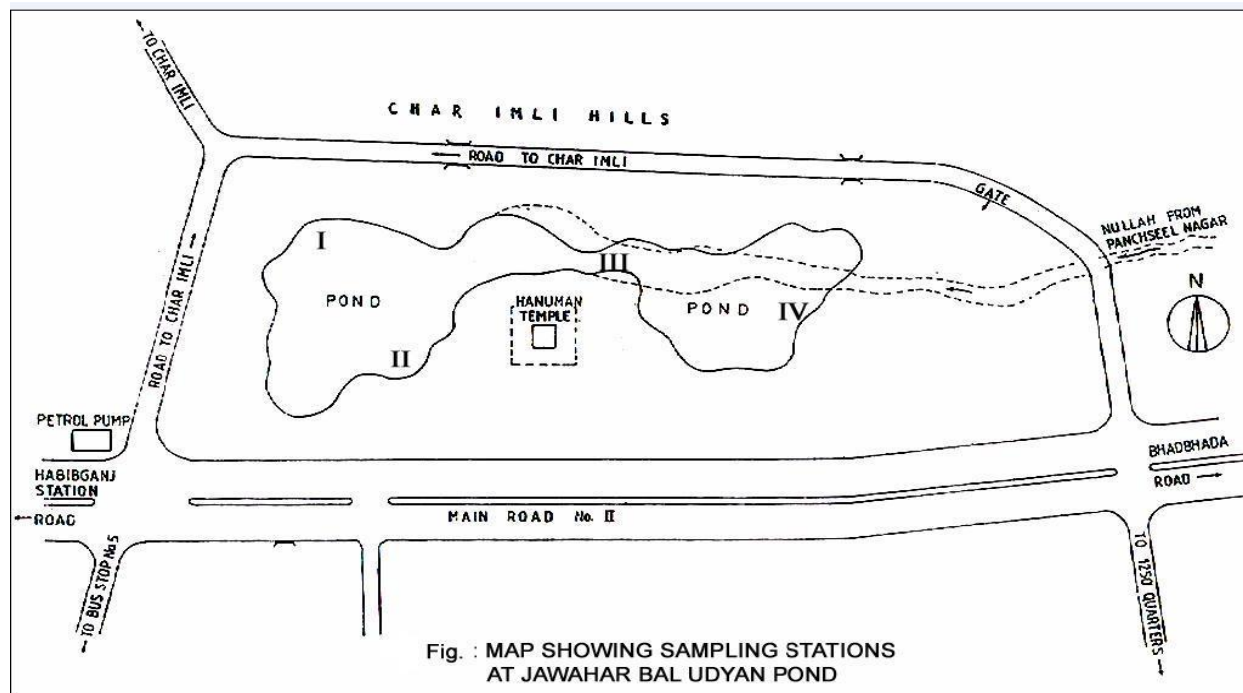 TO CHAR IMLI
CHAR IMLI HILLS
ROAD TO CHAR IMLI
GATE
NULLAH FROM
PANCHSEEL NAGAR
N
I
III
POND
HANUMAN
TEMPLE
POND
IV
II
ROAD TO CHAR IMLI
PETROL PUMP
HABIBGANJ
STATION
ROAD
BHADBHADA
ROAD
MAIN ROAD No. II
TO BUS STOP No 5
TO 1250 QUARTERS
Fig. : MAP SHOWING SAMPLING STATIONS
AT JAWAHAR BAL UDYAN POND